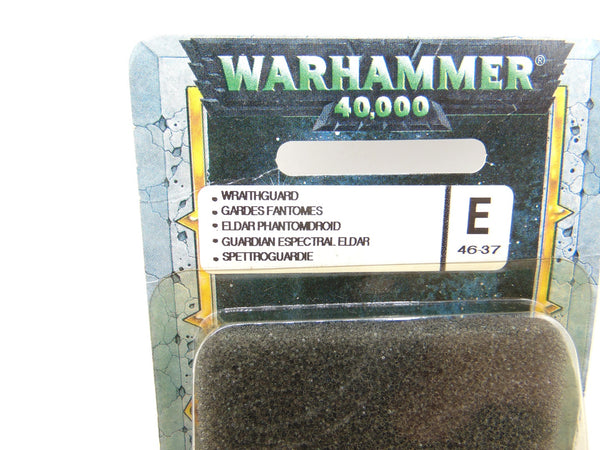 WARHAMMER®
40,000
• WRAITHGUARD
• GARDES FANTOMES
• ELDAR PHANTOMDROID
• GUARDIAN ESPECTRAL ELDAR
• SPETTROGUARDIE
E
46-37